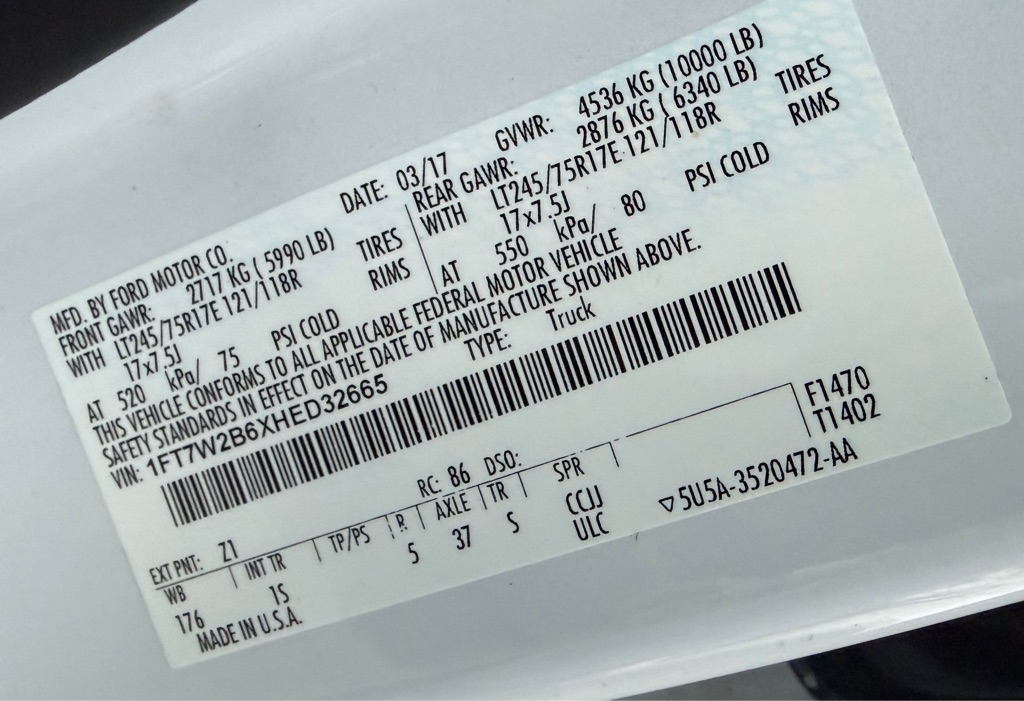 MFD. BY FORD MOTOR CO.
DATE: 03/17
GVWR: 4536 KG (10000 LB)
FRONT GAWR: 2717 KG ( 5990 LB)
WITH LT245/75R17E 121/118R TIRES
17x7.5J RIMS
AT 520 kPa/ 75 PSI COLD
REAR GAWR: 2876 KG ( 6340 LB)
WITH LT245/75R17E 121/118R TIRES
17x7.5J RIMS
AT 550 kPa/ 80 PSI COLD
THIS VEHICLE CONFORMS TO ALL APPLICABLE FEDERAL MOTOR VEHICLE
SAFETY STANDARDS IN EFFECT ON THE DATE OF MANUFACTURE SHOWN ABOVE.
VIN: 1FT7W2B6XHED32665
TYPE: Truck
F1470
T1402
EXT PNT: Z1
RC: 86 DSO:
WB INT TR TP/PS R AXLE TR SPR
176 1S 5 37 S CCJJ
ULC
MADE IN U.S.A.
▽5U5A-3520472-AA